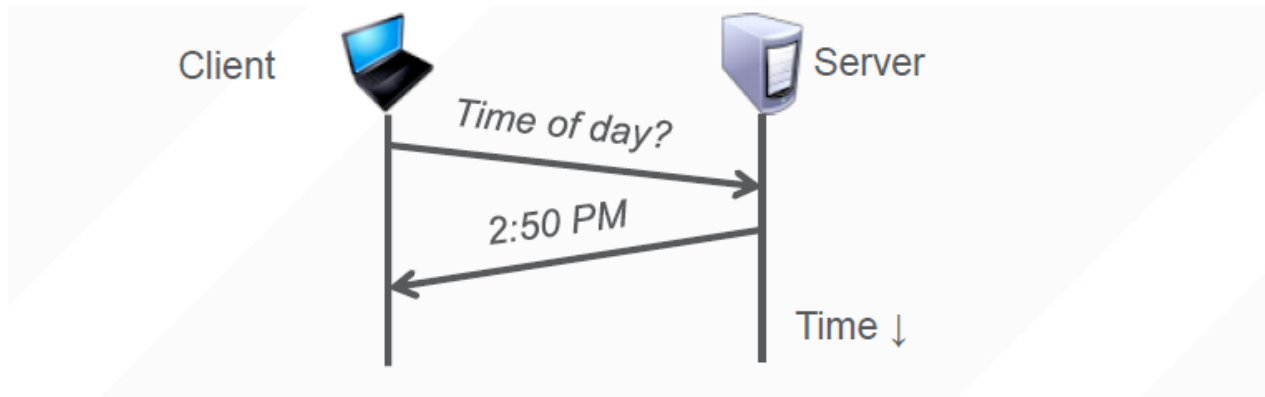 Client
Server
Time of day?
2:50 PM
Time ↓